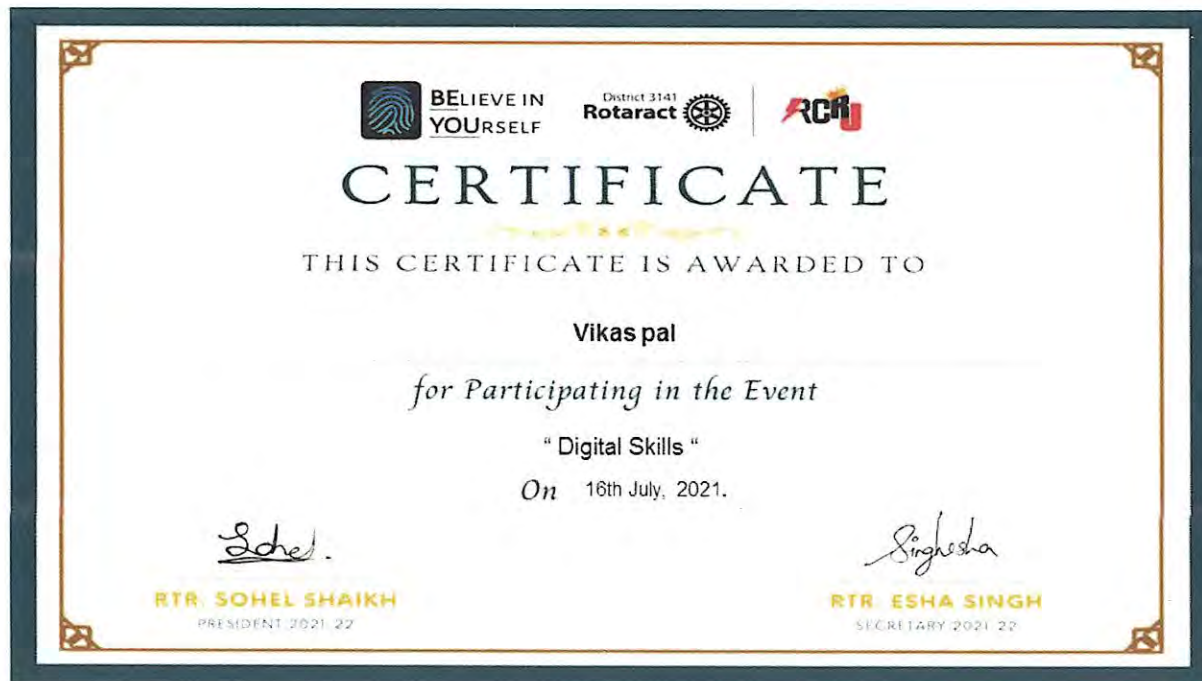 BELIEVE IN
YOURSELF
District 3141
Rotaract
RCRU
CERTIFICATE
THIS CERTIFICATE IS AWARDED TO
Vikas pal
for Participating in the Event
“ Digital Skills “
On 16th July, 2021.
Sohel.
Singhesha
RTR. SOHEL SHAIKH
RTR. ESHA SINGH
PRESIDENT 2021-22
SECRETARY 2021-22